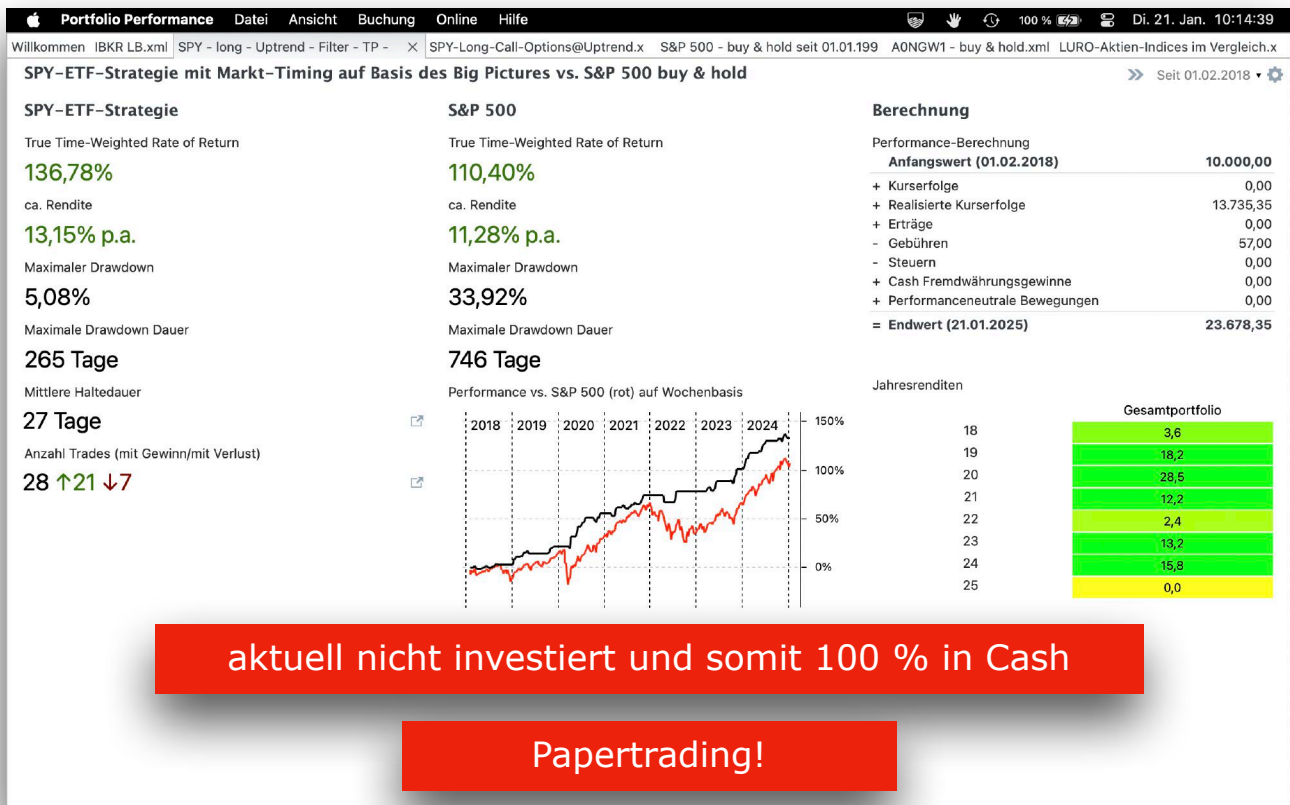 Portfolio Performance Datei Ansicht Buchung Online Hilfe 100 % Di. 21. Jan. 10:14:39
Willkommen IBKR LB.xml SPY - long - Uptrend - Filter - TP - × SPY-Long-Call-Options@Uptrend.x S&P 500 - buy & hold seit 01.01.199 A0NGW1 - buy & hold.xml LURO-Aktien-Indices im Vergleich.x
SPY-ETF-Strategie mit Markt-Timing auf Basis des Big Pictures vs. S&P 500 buy & hold
Seit 01.02.2018
SPY-ETF-Strategie
True Time-Weighted Rate of Return
136,78%
ca. Rendite
13,15% p.a.
Maximaler Drawdown
5,08%
Maximale Drawdown Dauer
265 Tage
Mittlere Haltedauer
27 Tage
Anzahl Trades (mit Gewinn/mit Verlust)
28 ↑21 ↓7
S&P 500
True Time-Weighted Rate of Return
110,40%
ca. Rendite
11,28% p.a.
Maximaler Drawdown
33,92%
Maximale Drawdown Dauer
746 Tage
Performance vs. S&P 500 (rot) auf Wochenbasis
2018 2019 2020 2021 2022 2023 2024
150%
100%
50%
0%
Berechnung
Performance-Berechnung
Anfangswert (01.02.2018) 10.000,00
+ Kurserfolge 0,00
+ Realisierte Kurserfolge 13.735,35
+ Erträge 0,00
- Gebühren 57,00
- Steuern 0,00
+ Cash Fremdwährungsgewinne 0,00
+ Performanceneutrale Bewegungen 0,00
= Endwert (21.01.2025) 23.678,35
Jahresrenditen
Gesamtportfolio
18 3,6
19 18,2
20 28,5
21 12,2
22 2,4
23 13,2
24 15,8
25 0,0
aktuell nicht investiert und somit 100 % in Cash
Papertrading!